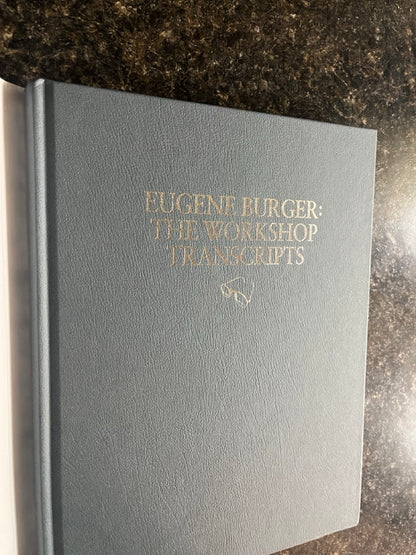 EUGENE BURGER:
THE WORKSHOP
TRANSCRIPTS